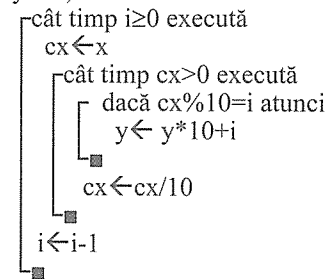 cât timp i≥0 execută
cx←x
cât timp cx>0 execută
dacă cx%10=i atunci
y← y*10+i
cx←cx/10
i←i-1